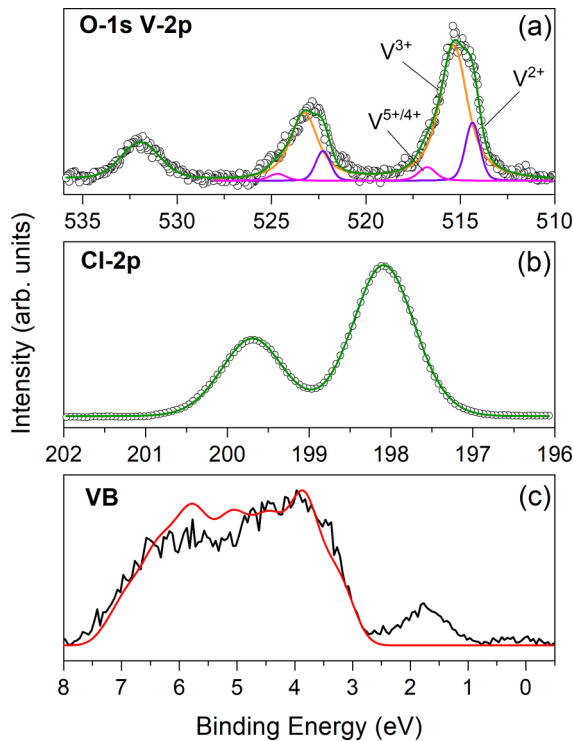 O-1s V-2p (a)
V3+
V2+
V5+/4+
535 530 525 520 515 510
Cl-2p (b)
202 201 200 199 198 197 196
VB (c)
8 7 6 5 4 3 2 1 0
Intensity (arb. units)
Binding Energy (eV)